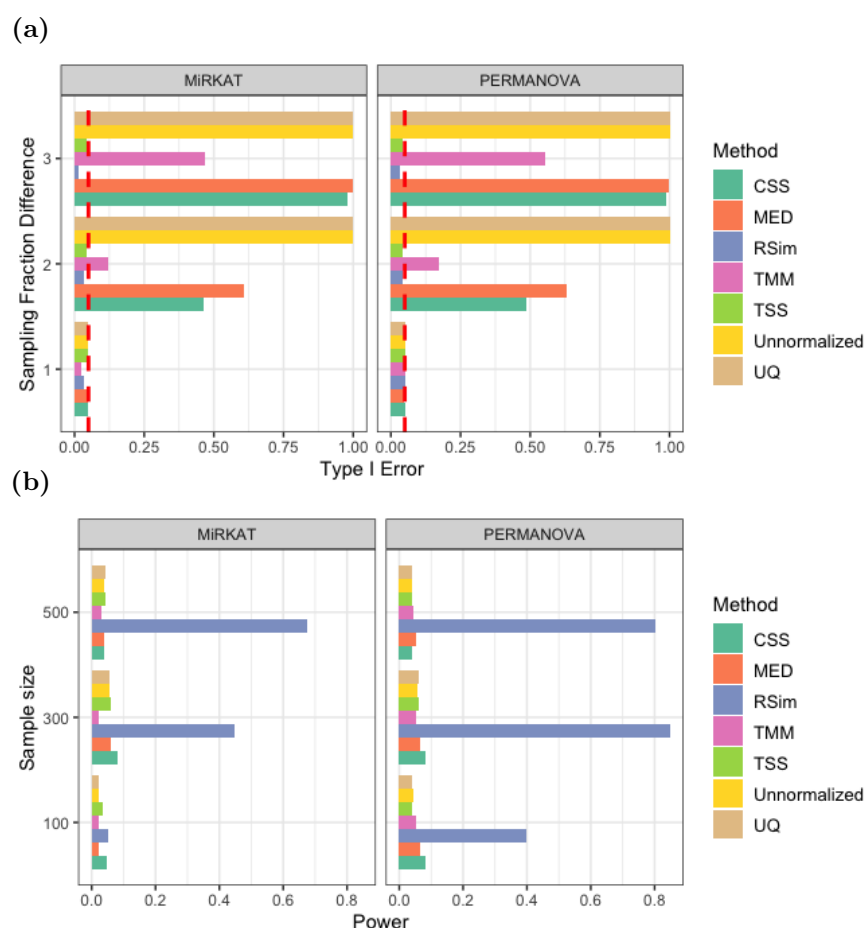 (a)
MiRKAT
PERMANOVA
Sampling Fraction Difference
3
2
1
0.00 0.25 0.50 0.75 1.00
0.00 0.25 0.50 0.75 1.00
Type I Error
Method
CSS
MED
RSim
TMM
TSS
Unnormalized
UQ
(b)
MiRKAT
PERMANOVA
Sample size
500
300
100
0.0 0.2 0.4 0.6 0.8
0.0 0.2 0.4 0.6 0.8
Power
Method
CSS
MED
RSim
TMM
TSS
Unnormalized
UQ